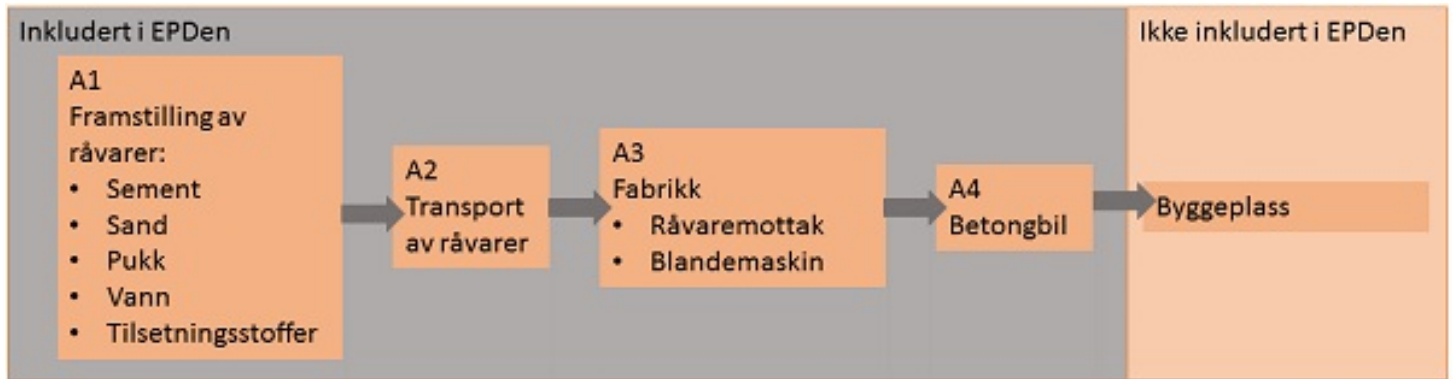 Inkludert i EPDen
Ikke inkludert i EPDen
A1
Framstilling av
råvarer:
• Sement
• Sand
• Pukk
• Vann
• Tilsetningsstoffer
A2
Transport
av råvarer
A3
Fabrikk
• Råvaremottak
• Blandemaskin
A4
Betongbil
Byggeplass